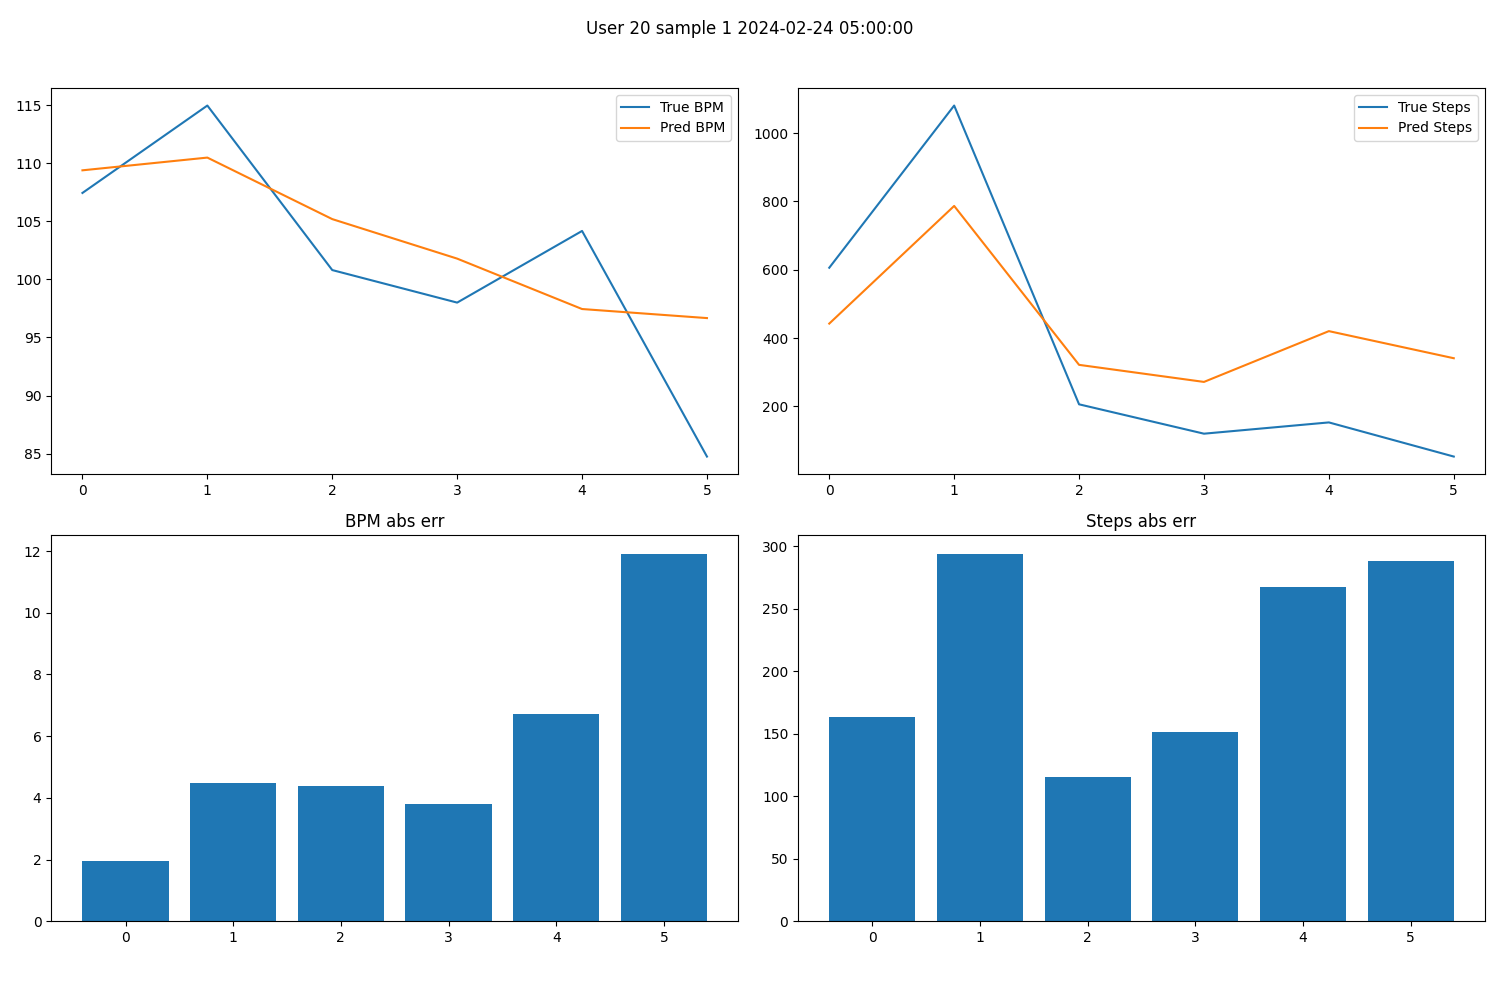 User 20 sample 1 2024-02-24 05:00:00
True BPM
Pred BPM
115
110
105
100
95
90
85
0 1 2 3 4 5
True Steps
Pred Steps
1000
800
600
400
200
0 1 2 3 4 5
BPM abs err
12
10
8
6
4
2
0
0 1 2 3 4 5
Steps abs err
300
250
200
150
100
50
0
0 1 2 3 4 5